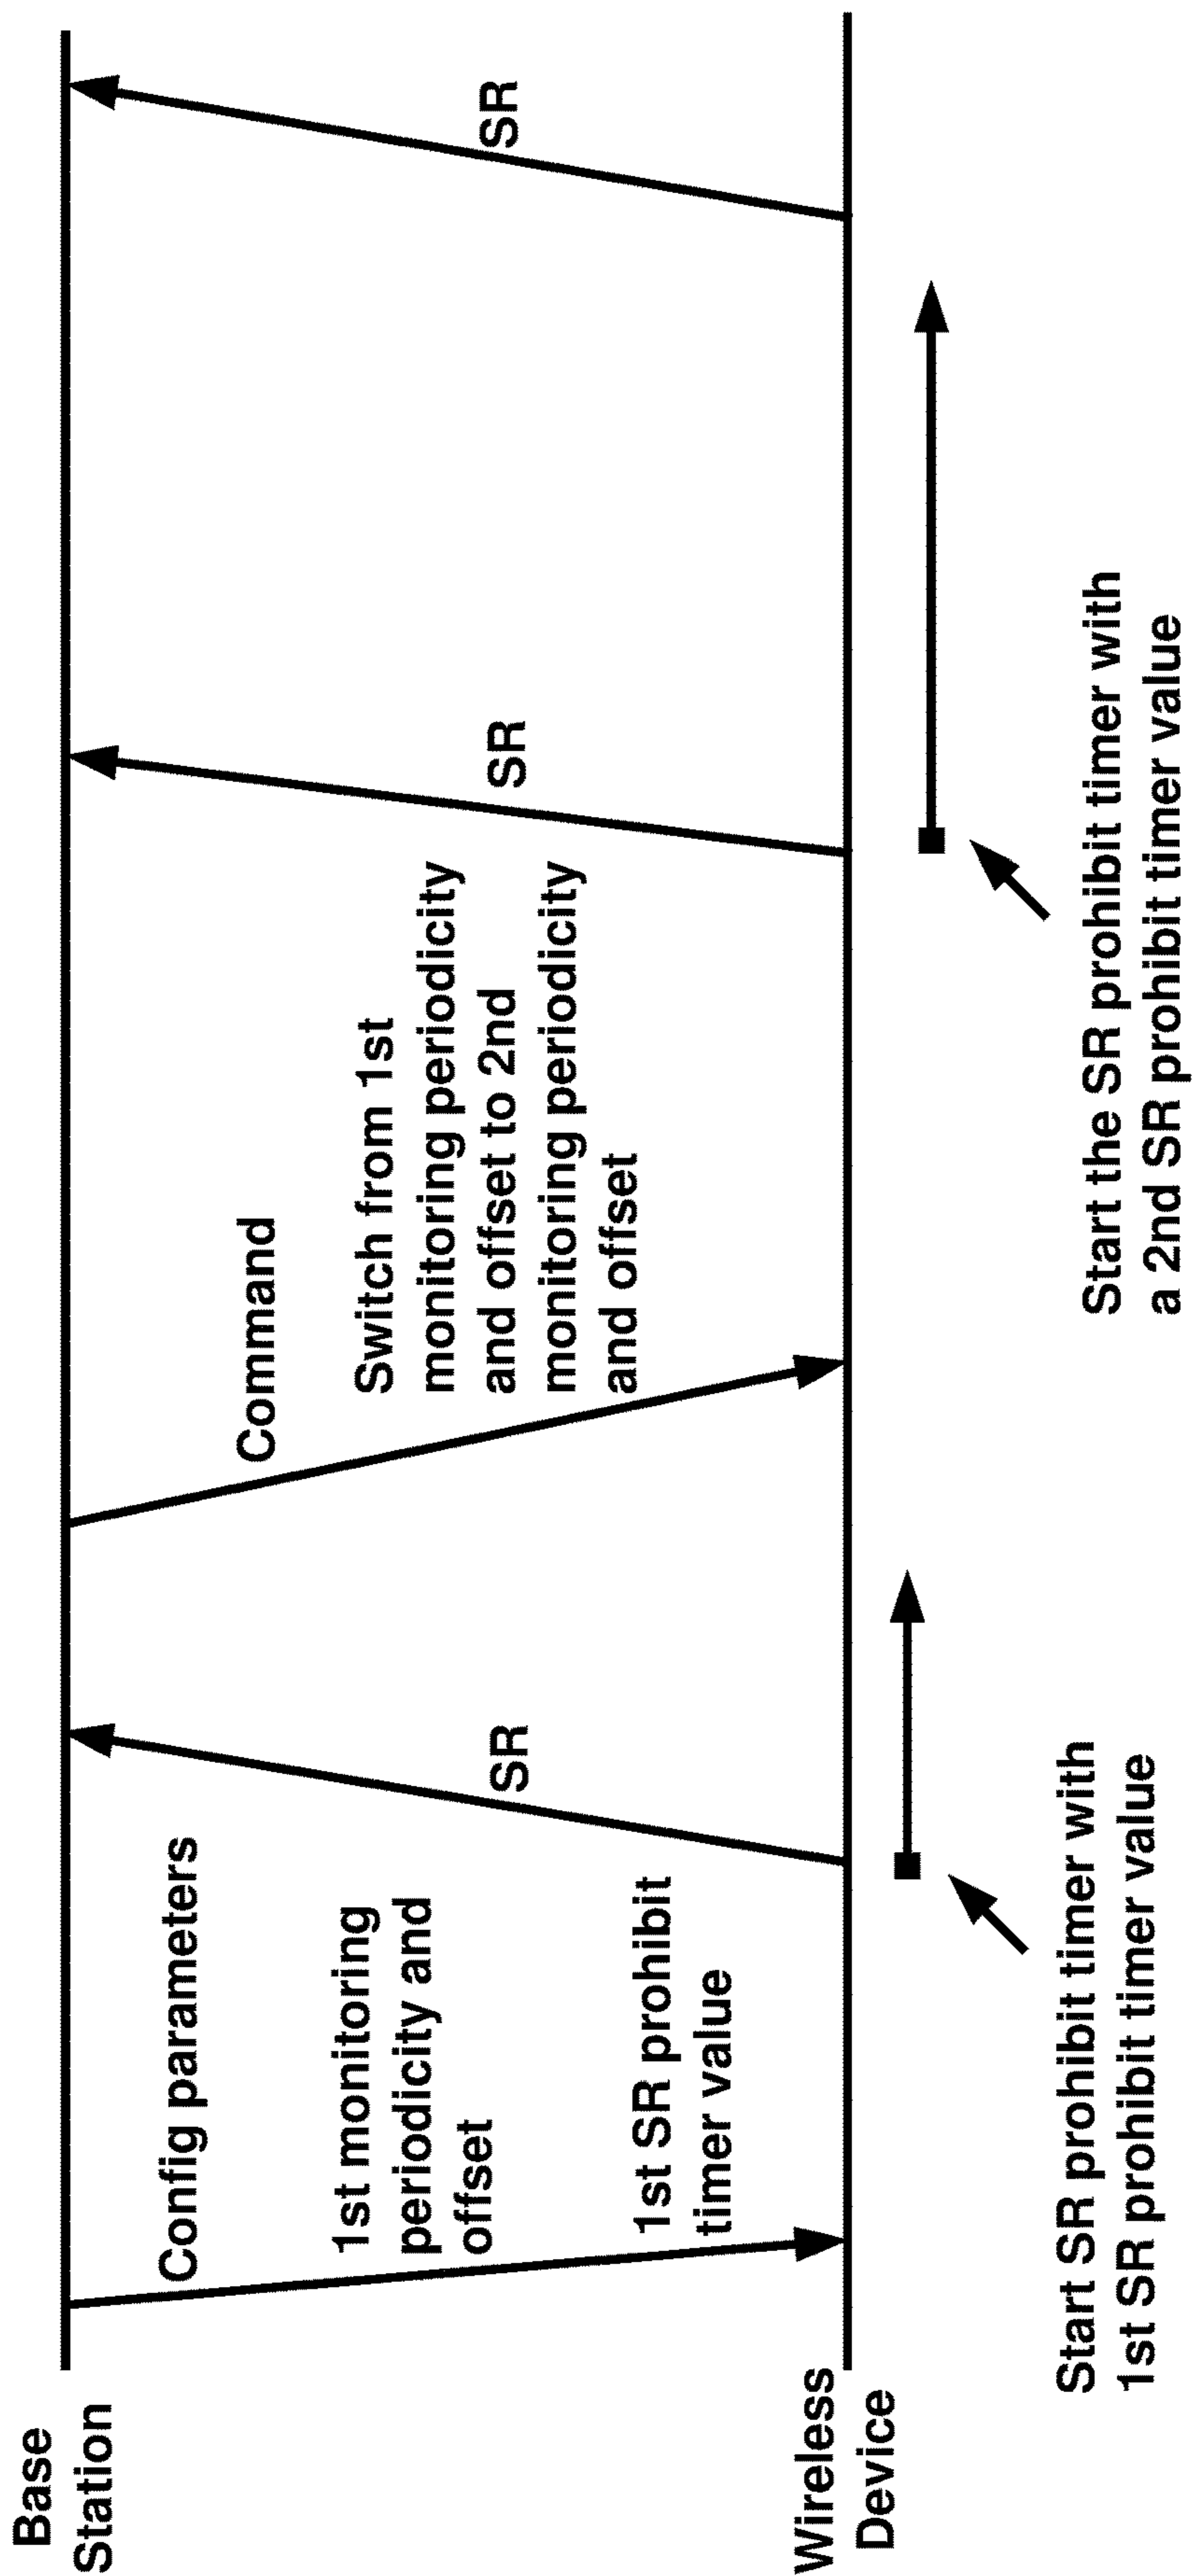 Base
Station
Config parameters
1st monitoring
periodicity and
offset
1st SR prohibit
timer value
SR
Command
Switch from 1st
monitoring periodicity
and offset to 2nd
monitoring periodicity
and offset
SR
SR
Wireless
Device
Start SR prohibit timer with
1st SR prohibit timer value
Start the SR prohibit timer with
a 2nd SR prohibit timer value